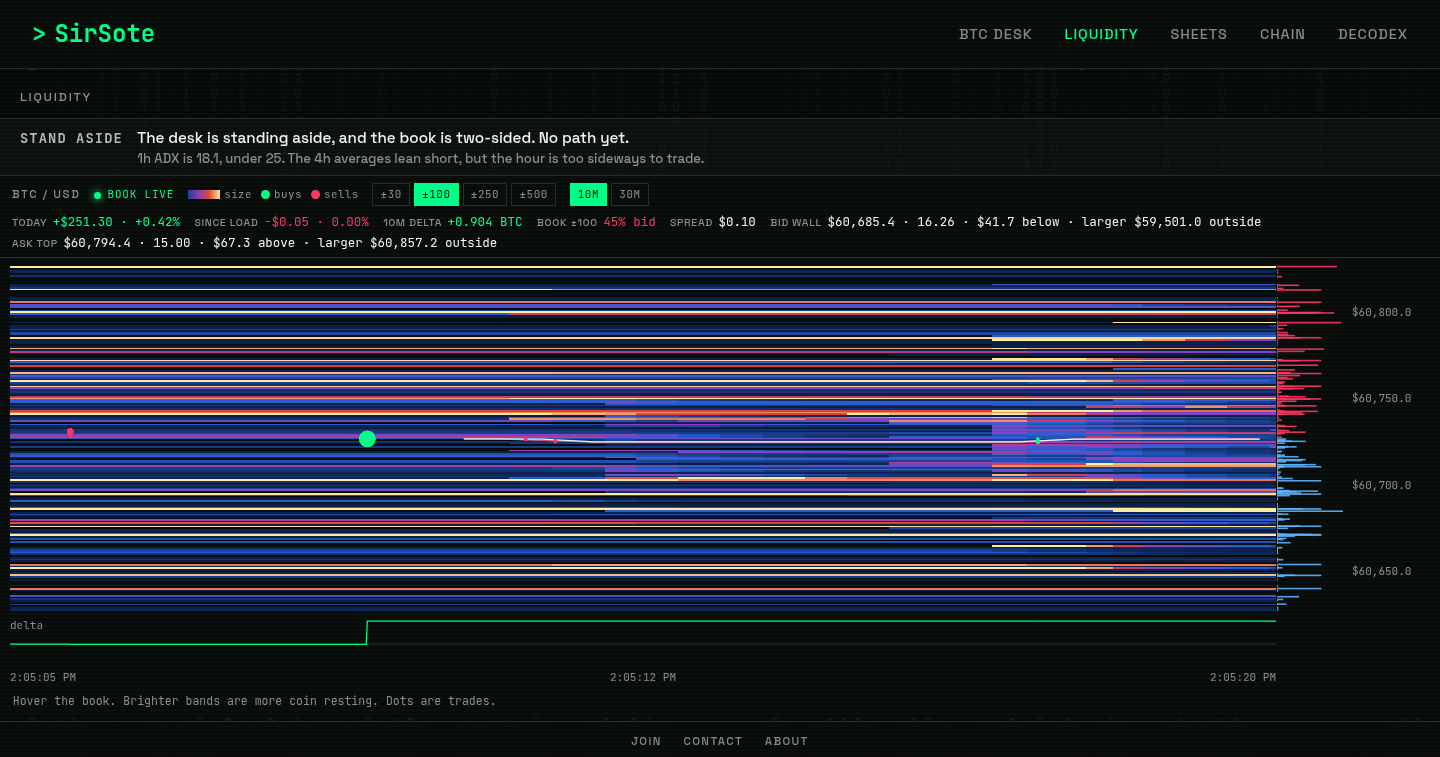 > SirSote
BTC DESK LIQUIDITY SHEETS CHAIN DECODEX
LIQUIDITY
STAND ASIDE The desk is standing aside, and the book is two-sided. No path yet.
1h ADX is 18.1, under 25. The 4h averages lean short, but the hour is too sideways to trade.
BTC / USD BOOK LIVE size buys sells ±30 ±100 ±250 ±500 10M 30M
TODAY +$251.30 · +0.42% SINCE LOAD -$0.05 · 0.00% 10M DELTA +0.904 BTC BOOK ±100 45% bid SPREAD $0.10 BID WALL $60,685.4 · 16.26 · $41.7 below · larger $59,501.0 outside
ASK TOP $60,794.4 · 15.00 · $67.3 above · larger $60,857.2 outside
$60,800.0
$60,750.0
$60,700.0
$60,650.0
delta
2:05:05 PM 2:05:12 PM 2:05:20 PM
Hover the book. Brighter bands are more coin resting. Dots are trades.
JOIN CONTACT ABOUT